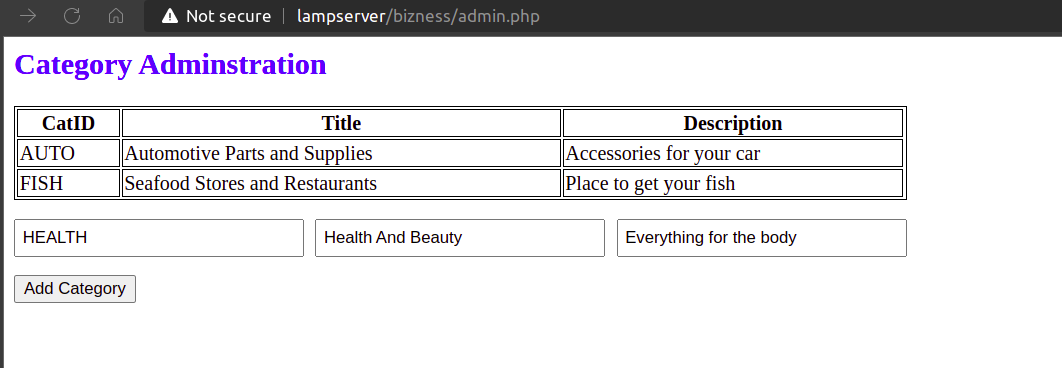 Not secure lampserver/bizness/admin.php
Category Adminstration
CatID Title Description
AUTO Automotive Parts and Supplies Accessories for your car
FISH Seafood Stores and Restaurants Place to get your fish
HEALTH Health And Beauty Everything for the body
Add Category